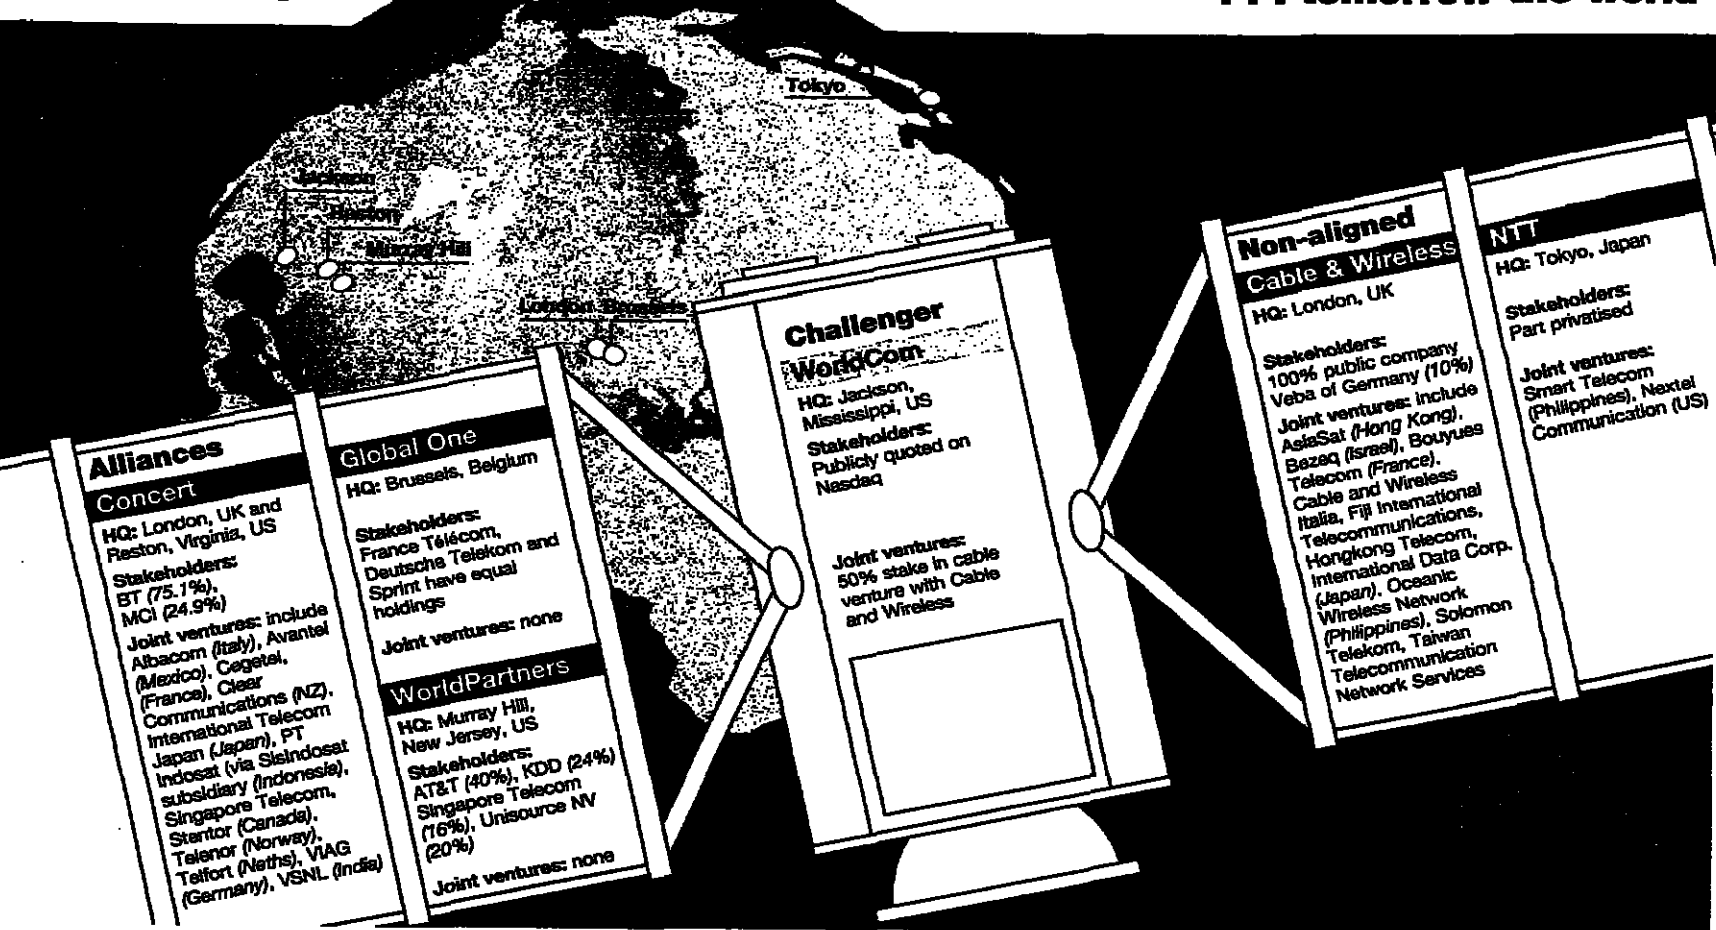 tomorrow the world
Tokyo
Jackson
Reston
Murray Hill
London Brussels
Alliances
Concert
HQ: London, UK and
Reston, Virginia, US
Stakeholders:
BT (75.1%),
MCI (24.9%)
Joint ventures: include
Albacom (Italy), Avantel
(Mexico), Cegetel,
(France), Clear
Communications (NZ),
International Telecom
Japan (Japan), PT
Indosat (via Sisindosat
subsidiary (Indonesia),
Singapore Telecom,
Stentor (Canada),
Telenor (Norway),
Telfort (Neths), VIAG
(Germany), VSNL (India)
Global One
HQ: Brussels, Belgium
Stakeholders:
France Télécom,
Deutsche Telekom and
Sprint have equal
holdings
Joint ventures: none
WorldPartners
HQ: Murray Hill,
New Jersey, US
Stakeholders:
AT&T (40%), KDD (24%)
Singapore Telecom
(16%), Unisource NV
(20%)
Joint ventures: none
Challenger
WorldCom
HQ: Jackson,
Mississippi, US
Stakeholders:
Publicly quoted on
Nasdaq
Joint ventures:
50% stake in cable
venture with Cable
and Wireless
Non-aligned
Cable & Wireless
HQ: London, UK
Stakeholders:
100% public company
Veba of Germany (10%)
Joint ventures: include
AsiaSat (Hong Kong),
Bezeq (Israel), Bouyues
Telecom (France),
Cable and Wireless
Italia, Fiji International
Telecommunications,
Hongkong Telecom,
International Data Corp.
(Japan), Oceanic
Wireless Network
(Philippines), Solomon
Telekom, Taiwan
Telecommunication
Network Services
NTT
HQ: Tokyo, Japan
Stakeholders:
Part privatised
Joint ventures:
Smart Telecom
(Philippines), Nextel
Communication (US)